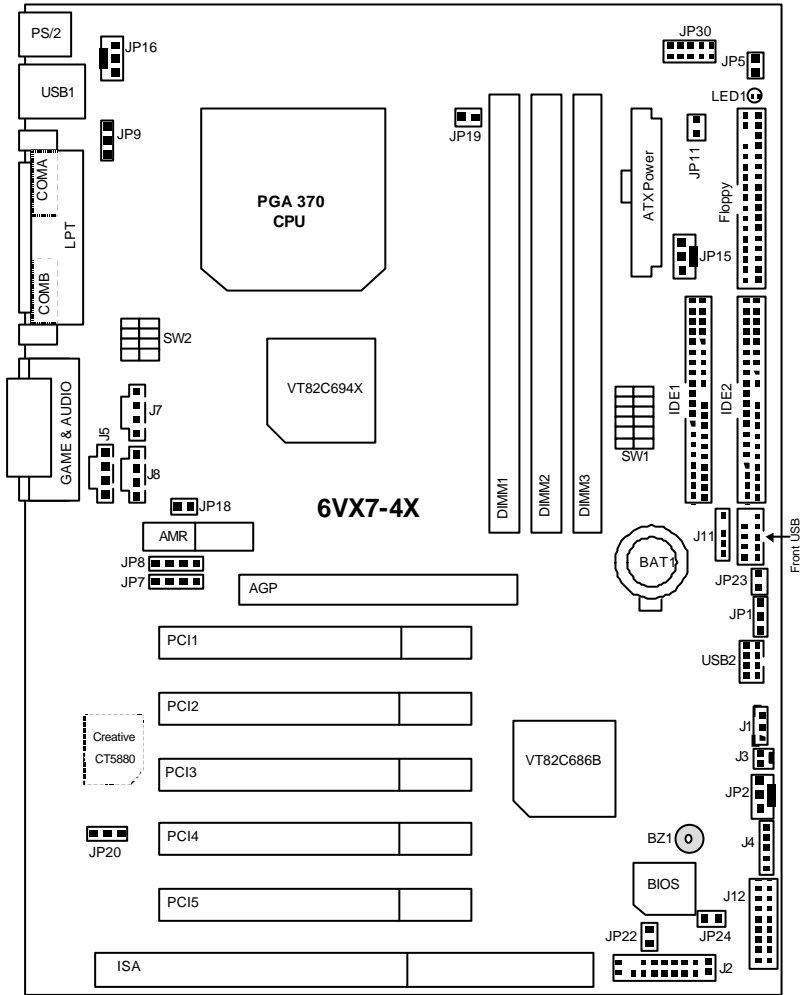 PS/2
JP16
JP30
JP5
USB1
LED1
JP9
JP19
JP11
COMA
LPT
COMB
PGA 370
CPU
ATX Power
Floppy
JP15
SW2
VT82C694X
IDE1
IDE2
GAME & AUDIO
J7
J5
J8
SW1
DIMM1
DIMM2
DIMM3
JP18
6VX7-4X
AMR
J11
Front USB
BAT1
JP8
JP7
AGP
JP23
JP1
PCI1
USB2
PCI2
Creative
CT5880
J1
VT82C686B
J3
PCI3
JP2
PCI4
JP20
BZ1
J4
BIOS
J12
PCI5
JP22
JP24
ISA
J2